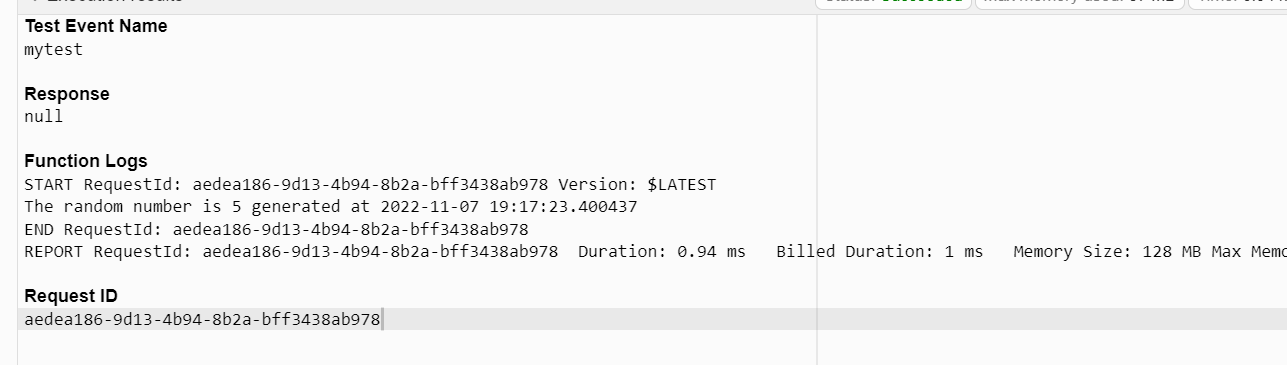 Test Event Name
mytest
Response
null
Function Logs
START RequestId: aedea186-9d13-4b94-8b2a-bff3438ab978 Version: $LATEST
The random number is 5 generated at 2022-11-07 19:17:23.400437
END RequestId: aedea186-9d13-4b94-8b2a-bff3438ab978
REPORT RequestId: aedea186-9d13-4b94-8b2a-bff3438ab978 Duration: 0.94 ms Billed Duration: 1 ms Memory Size: 128 MB Max Memo
Request ID
aedea186-9d13-4b94-8b2a-bff3438ab978